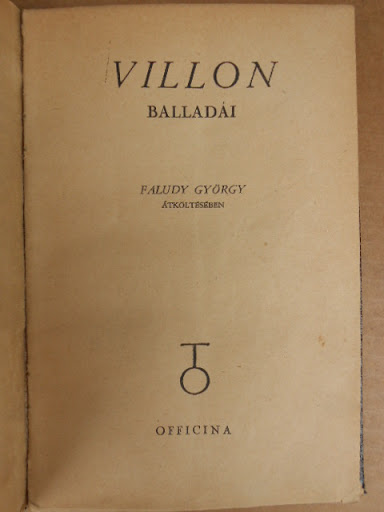 VILLON
BALLADÁI
FALUDY GYÖRGY
ÁTKÖLTÉSÉBEN
OFFICINA